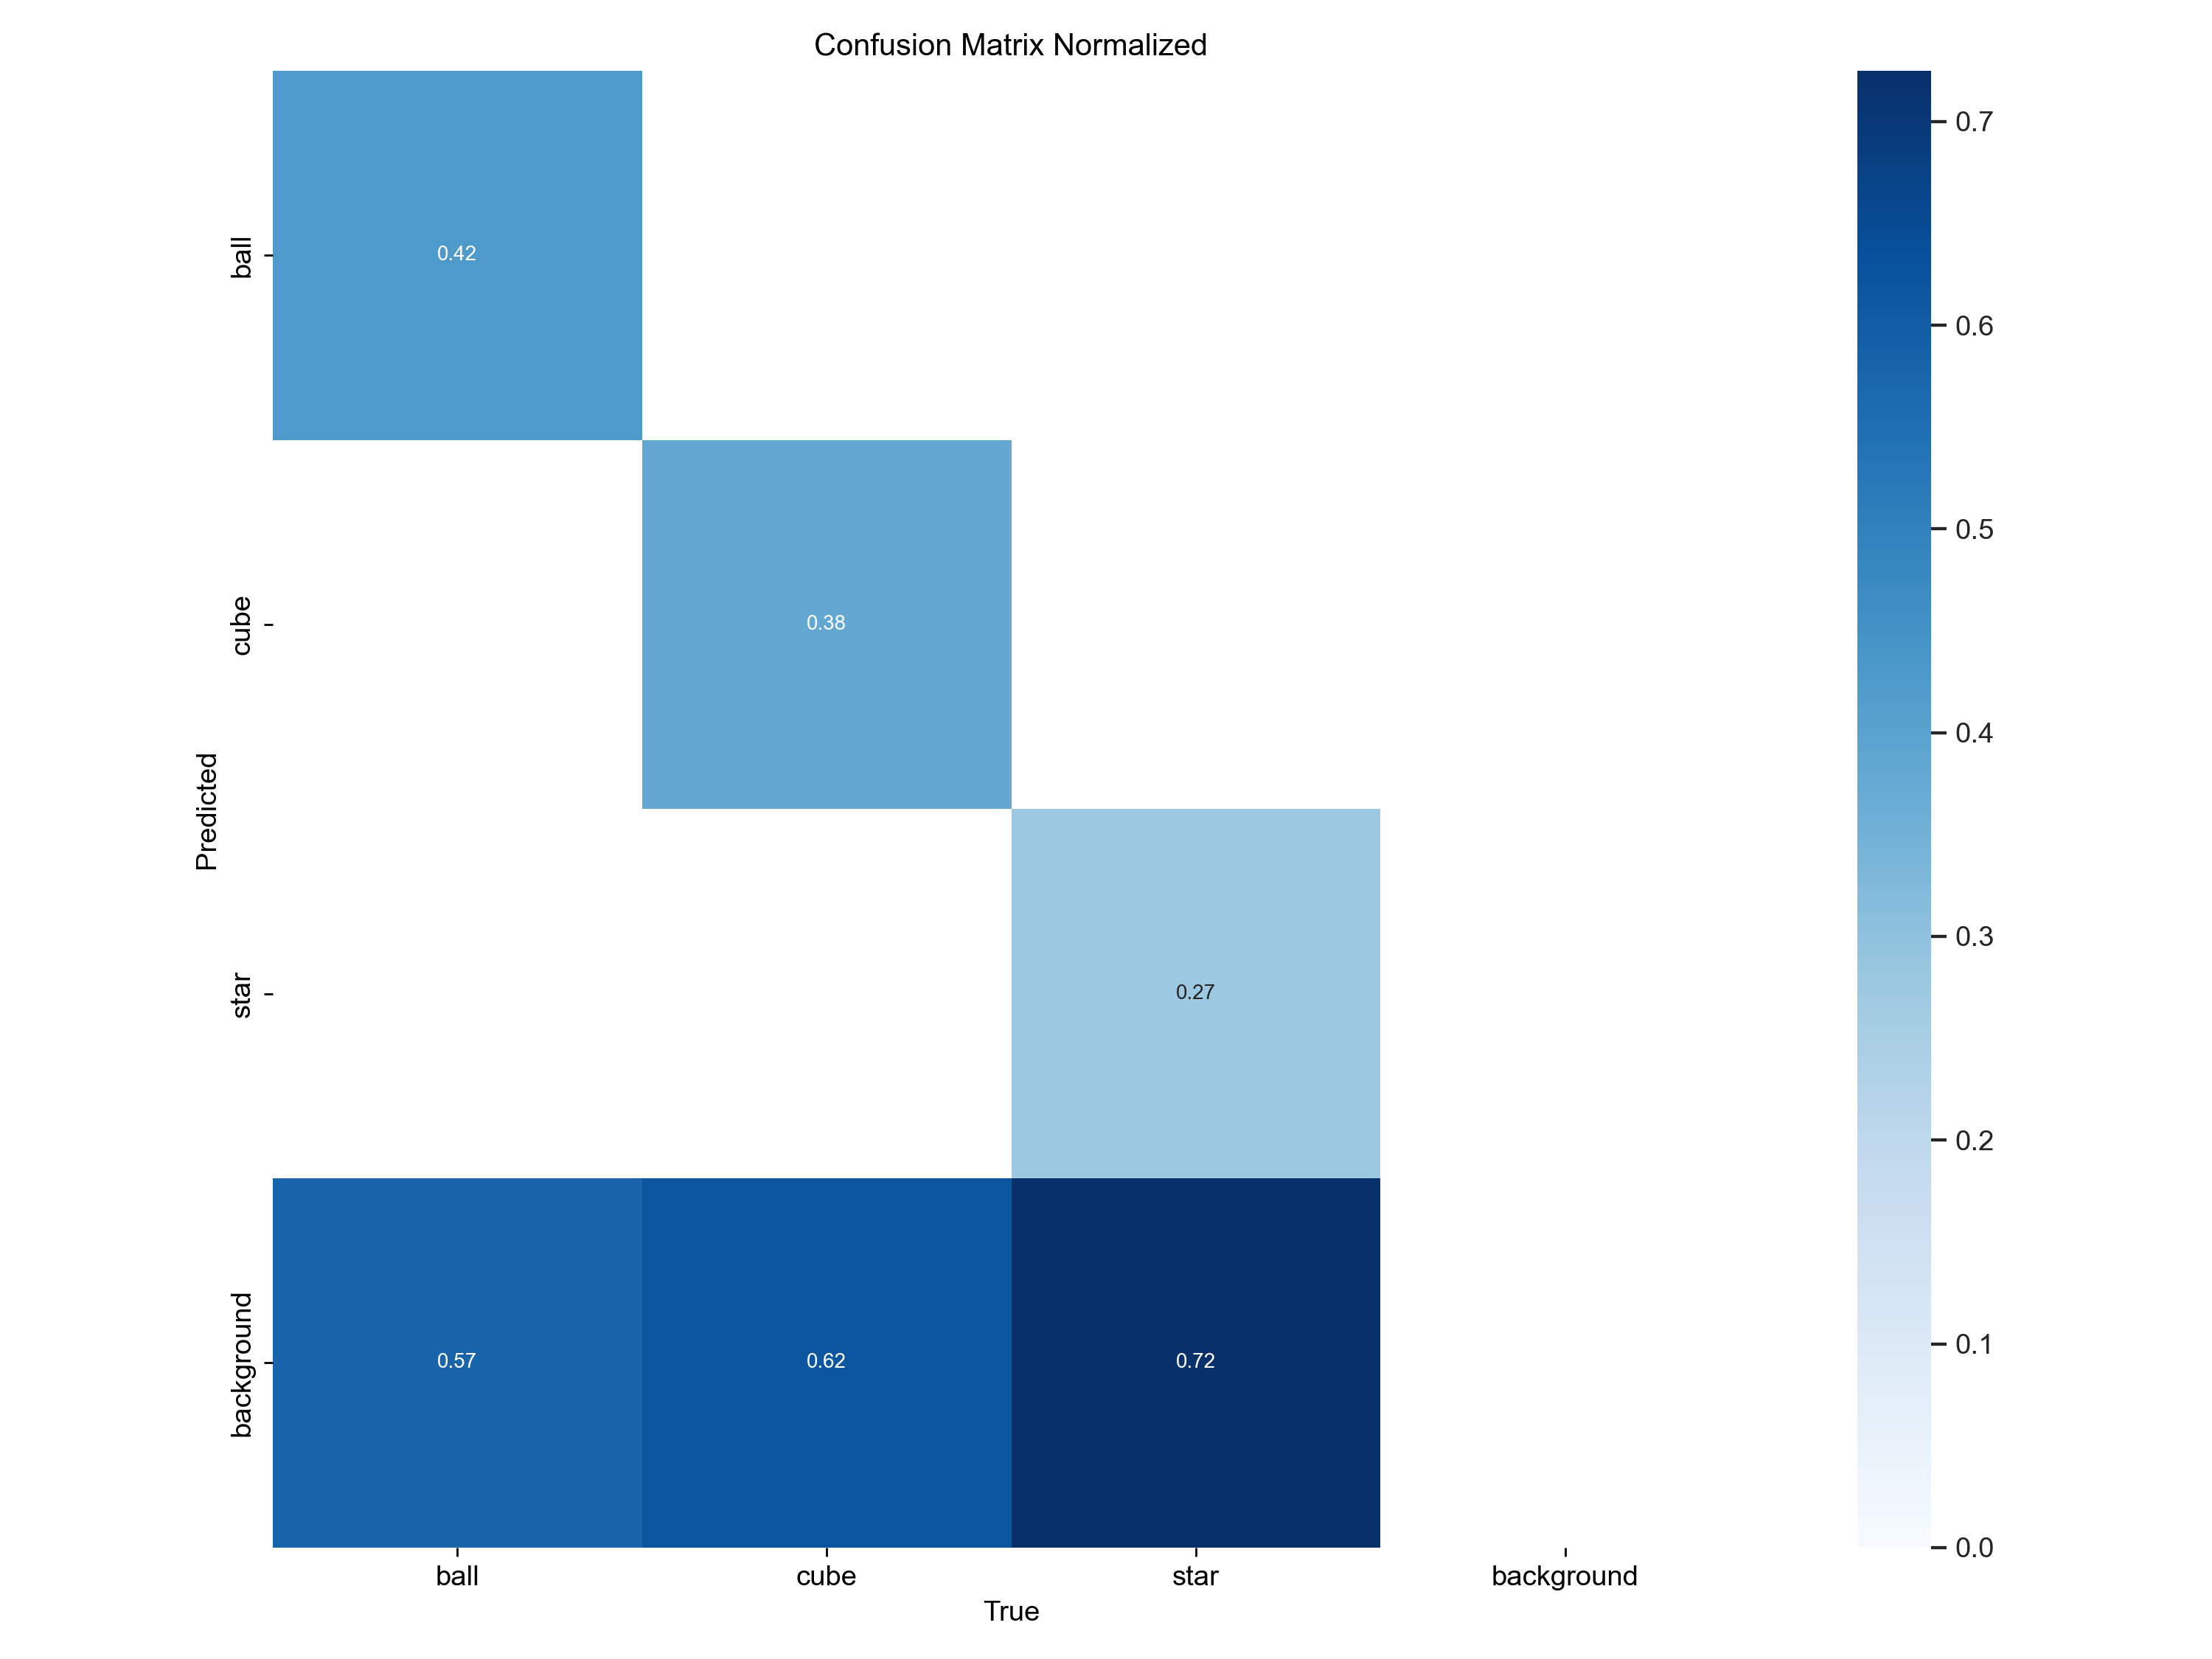 Confusion Matrix Normalized
ball
0.42
cube
0.38
star
0.27
background
0.57 0.62 0.72
ball cube star background
Predicted
True
0.7
0.6
0.5
0.4
0.3
0.2
0.1
0.0